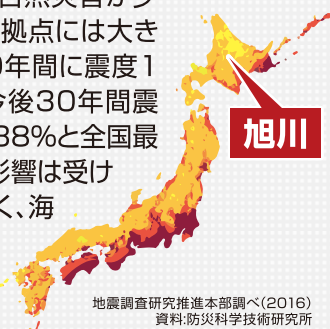 拠点には大き
年間に震度1
今後30年間震
38%と全国最
影響は受け
く、海
旭川
地震調査研究推進本部調べ（2016）
資料:防災科学技術研究所